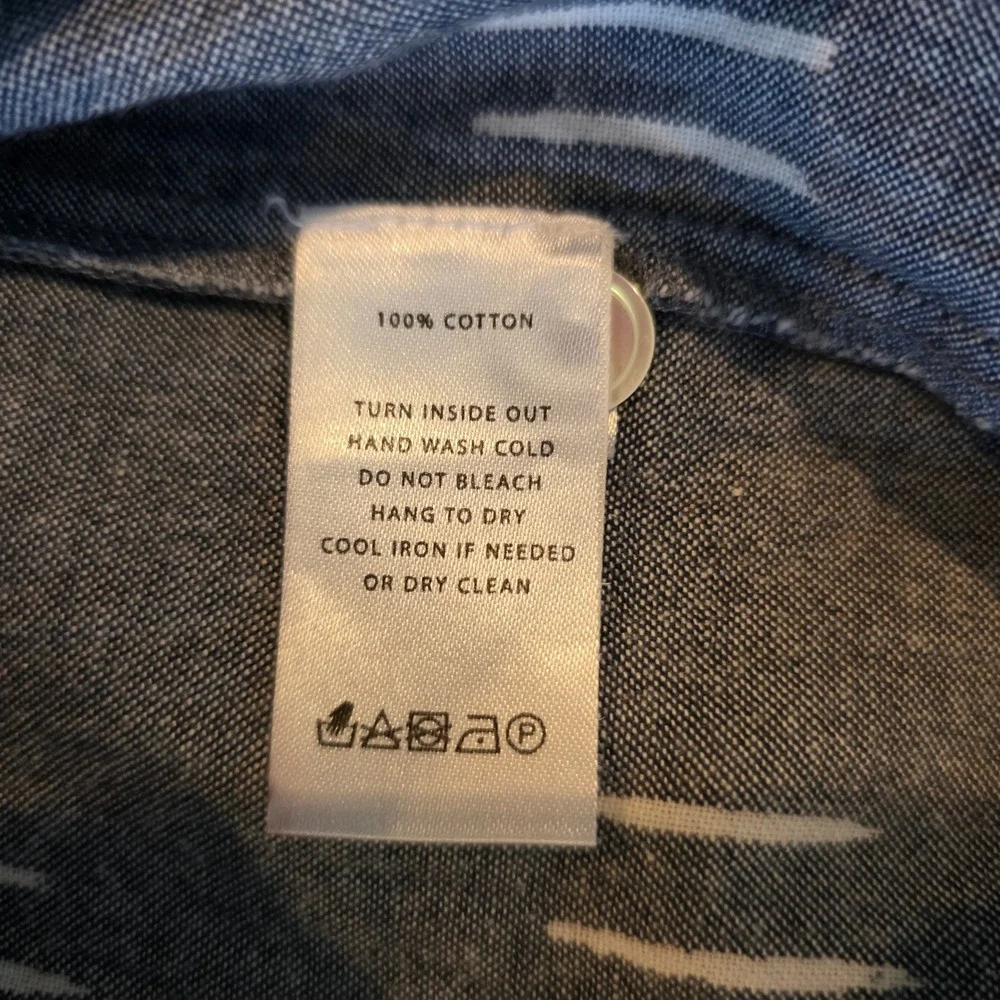 100% COTTON
TURN INSIDE OUT
HAND WASH COLD
DO NOT BLEACH
HANG TO DRY
COOL IRON IF NEEDED
OR DRY CLEAN
P